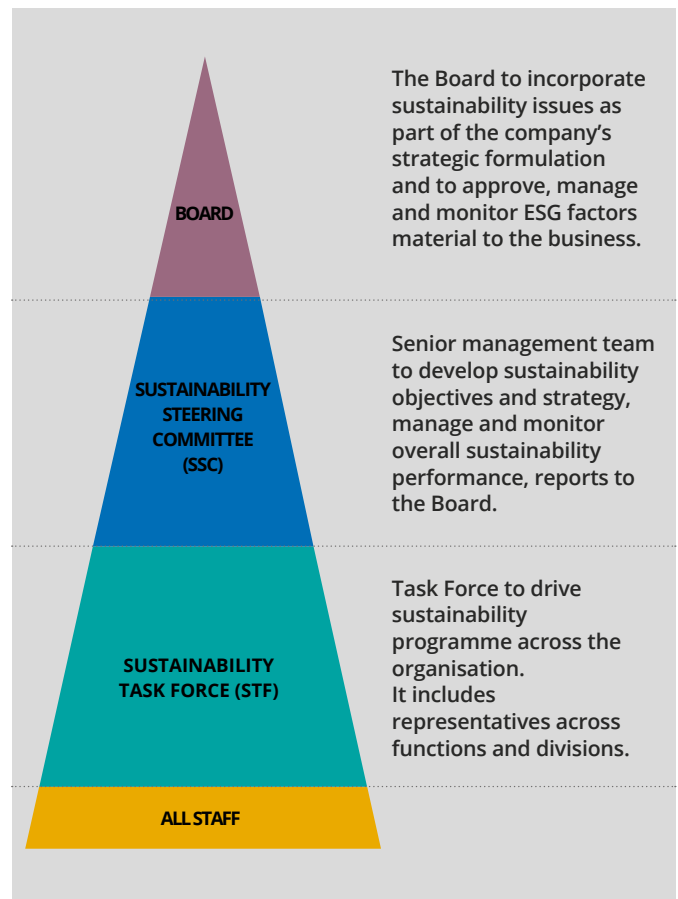 The Board to incorporate
sustainability issues as
part of the company’s
strategic formulation
and to approve, manage
and monitor ESG factors
material to the business.
BOARD
Senior management team
to develop sustainability
objectives and strategy,
manage and monitor
overall sustainability
performance, reports to
the Board.
SUSTAINABILITY
STEERING
COMMITTEE
(SSC)
Task Force to drive
sustainability
programme across the
organisation.
It includes
representatives across
functions and divisions.
SUSTAINABILITY
TASK FORCE (STF)
ALL STAFF